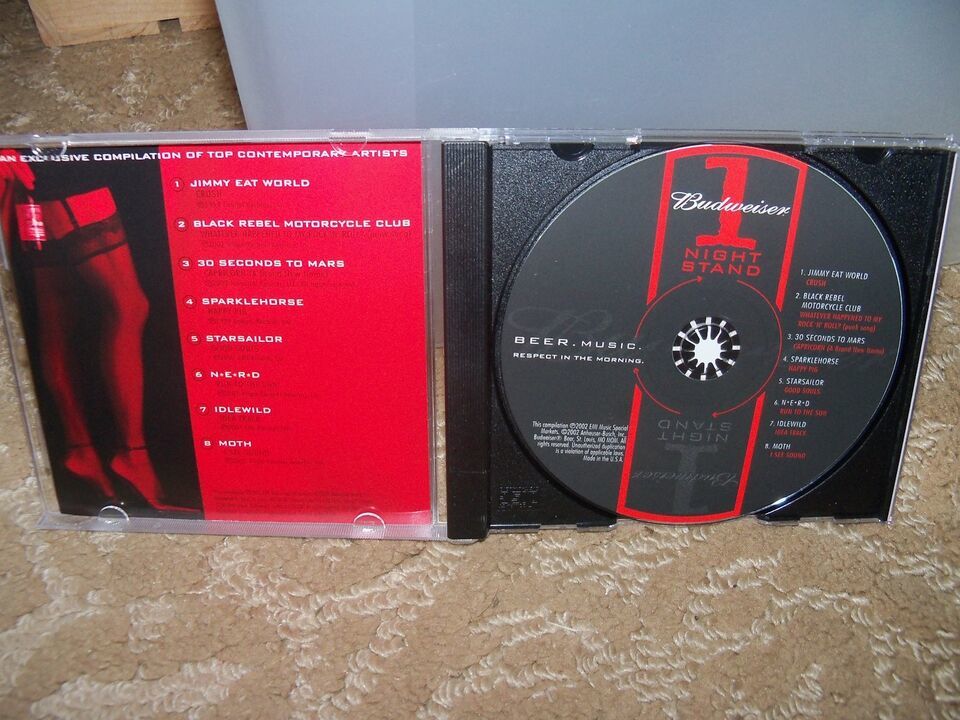 AN EXCLUSIVE COMPILATION OF TOP CONTEMPORARY ARTISTS
1 JIMMY EAT WORLD
CRUSH
2 BLACK REBEL MOTORCYCLE CLUB
3 30 SECONDS TO MARS
4 SPARKLEHORSE
HAPPY PIG
5 STARSAILOR
6 N*E*R*D
7 IDLEWILD
8 MOTH
1
Budweiser
NIGHT
STAND
BEER.MUSIC.
RESPECT IN THE MORNING.
1. JIMMY EAT WORLD
CRUSH
2. BLACK REBEL
MOTORCYCLE CLUB
WHATEVER HAPPENED TO MY
ROCK 'N' ROLL? (punk song)
3. 30 SECONDS TO MARS
CAPRICORN (A Brand New Name)
4. SPARKLEHORSE
HAPPY PIG
5. STARSAILOR
GOOD SOULS
6. N*E*R*D
RUN TO THE SUN
7. IDLEWILD
IDEA TRACK
8. MOTH
I SEE SOUND
This compilation ℗©2002 EMI Music Special
Markets. ©2002 Anheuser-Busch, Inc.
Budweiser® Beer, St. Louis, MO. All
rights reserved. Unauthorized duplication
is a violation of applicable laws.
Made in the U.S.A.
NIGHT
STAND
1
Budweiser